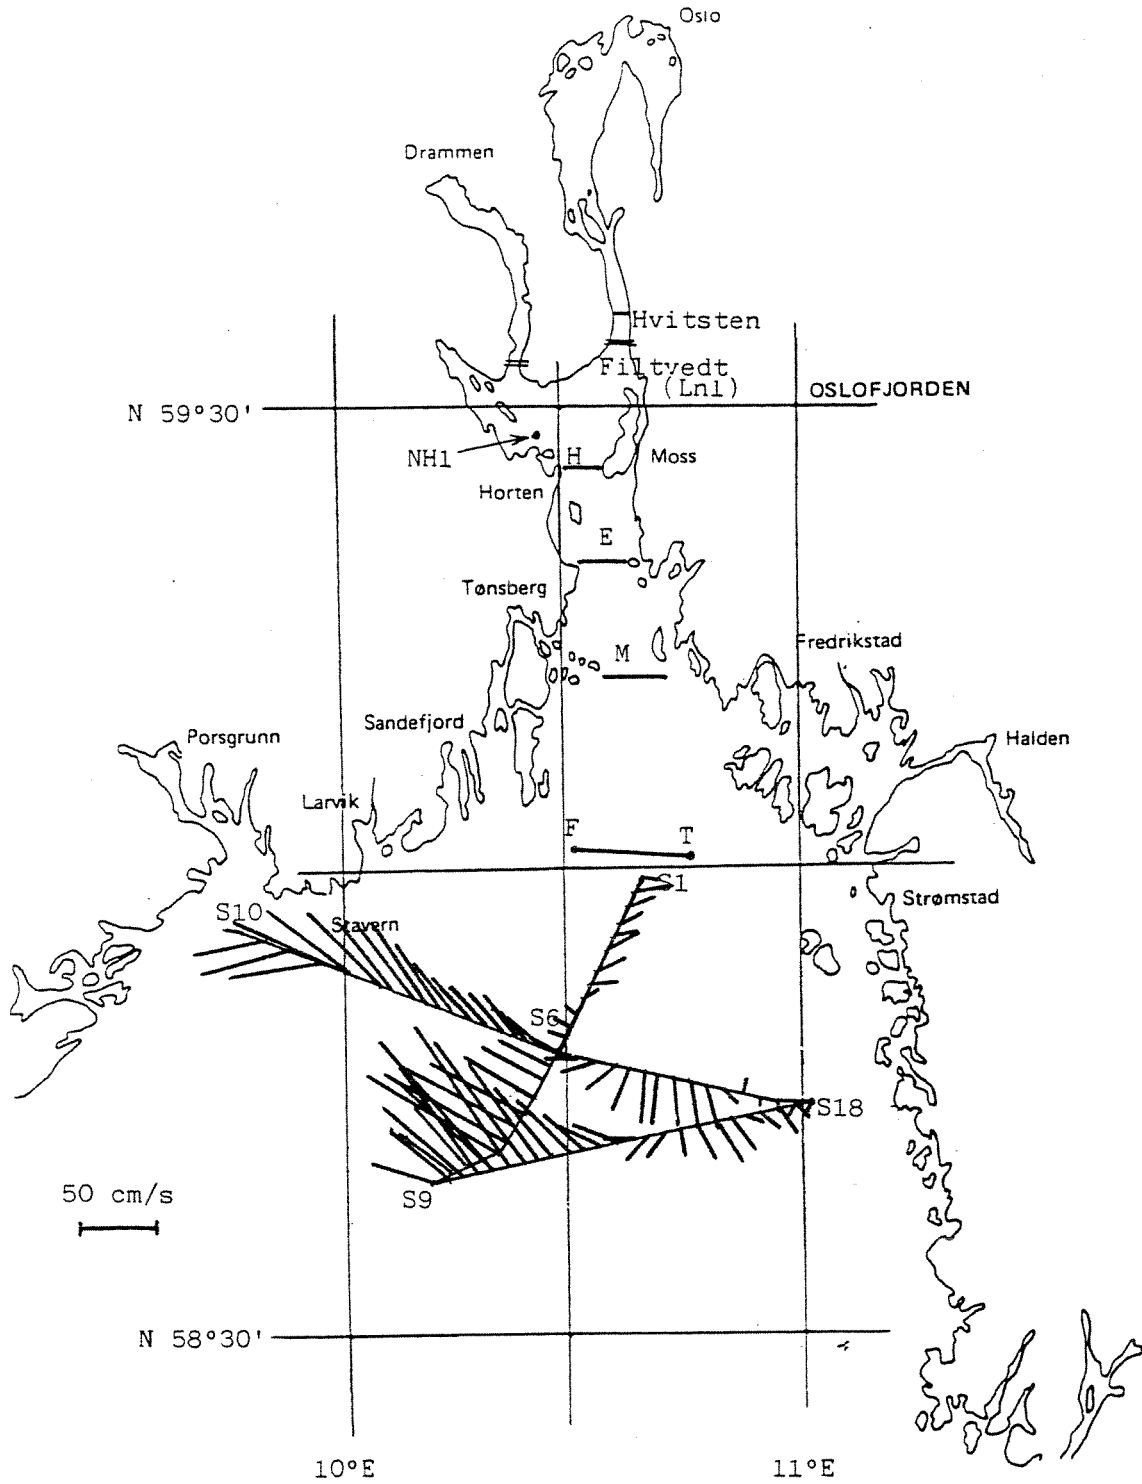 Oslo
Drammen
Hvitsten
Filtvedt
(Ln1)
OSLOFJORDEN
N 59°30'
NH1
H
Moss
Horten
E
Tønsberg
M
Fredrikstad
Sandefjord
Porsgrunn
Halden
Larvik
F
T
S1
Strømstad
S10
Stavern
S6
S18
50 cm/s
S9
N 58°30'
10°E
11°E